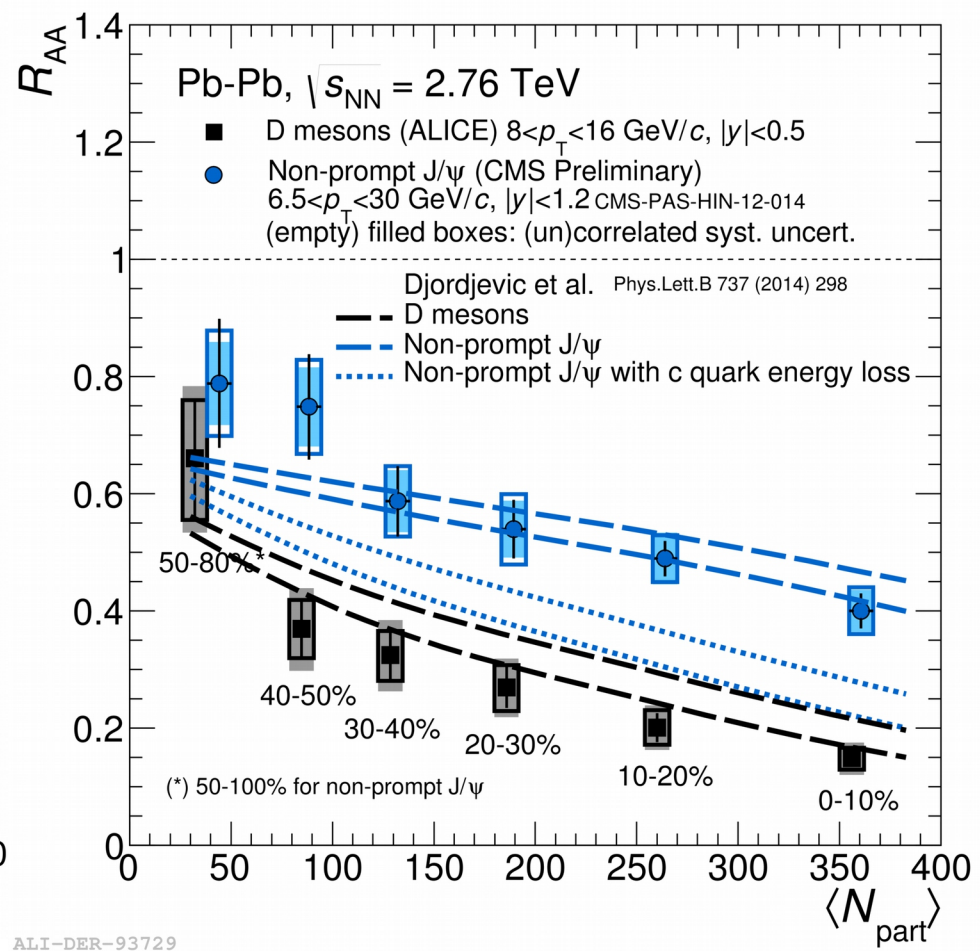 R_AA
1.4
1.2
1
0.8
0.6
0.4
0.2
0
Pb-Pb, √s_NN = 2.76 TeV
D mesons (ALICE) 8<p_T<16 GeV/c, |y|<0.5
Non-prompt J/ψ (CMS Preliminary)
6.5<p_T<30 GeV/c, |y|<1.2 CMS-PAS-HIN-12-014
(empty) filled boxes: (un)correlated syst. uncert.
Djordjevic et al. Phys.Lett.B 737 (2014) 298
D mesons
Non-prompt J/ψ
Non-prompt J/ψ with c quark energy loss
50-80%*
40-50%
30-40%
20-30%
10-20%
0-10%
(*) 50-100% for non-prompt J/ψ
0 50 100 150 200 250 300 350 400
⟨N_part⟩
ALI-DER-93729